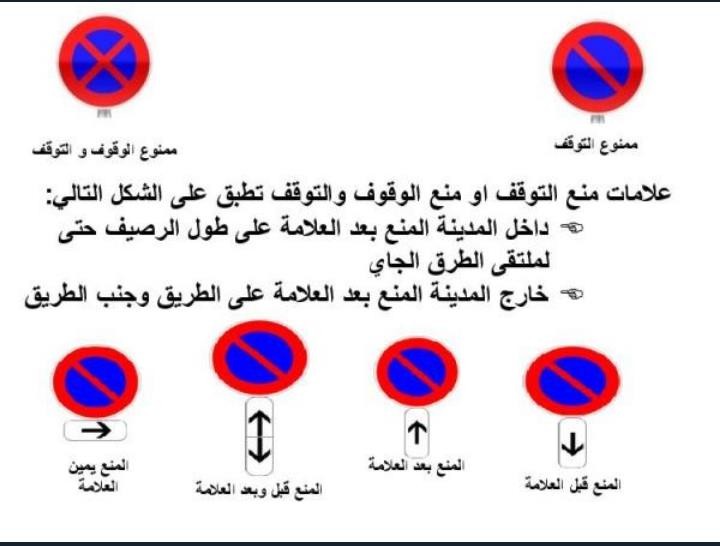 ممنوع التوقف
ممنوع الوقوف و التوقف
علامات منع التوقف او منع الوقوف والتوقف تطبق على الشكل التالي:
داخل المدينة المنع بعد العلامة على طول الرصيف حتى
لملتقى الطرق الجاي
خارج المدينة المنع بعد العلامة على الطريق وجنب الطريق
المنع قبل العلامة
المنع بعد العلامة
المنع قبل وبعد العلامة
المنع يمين
العلامة